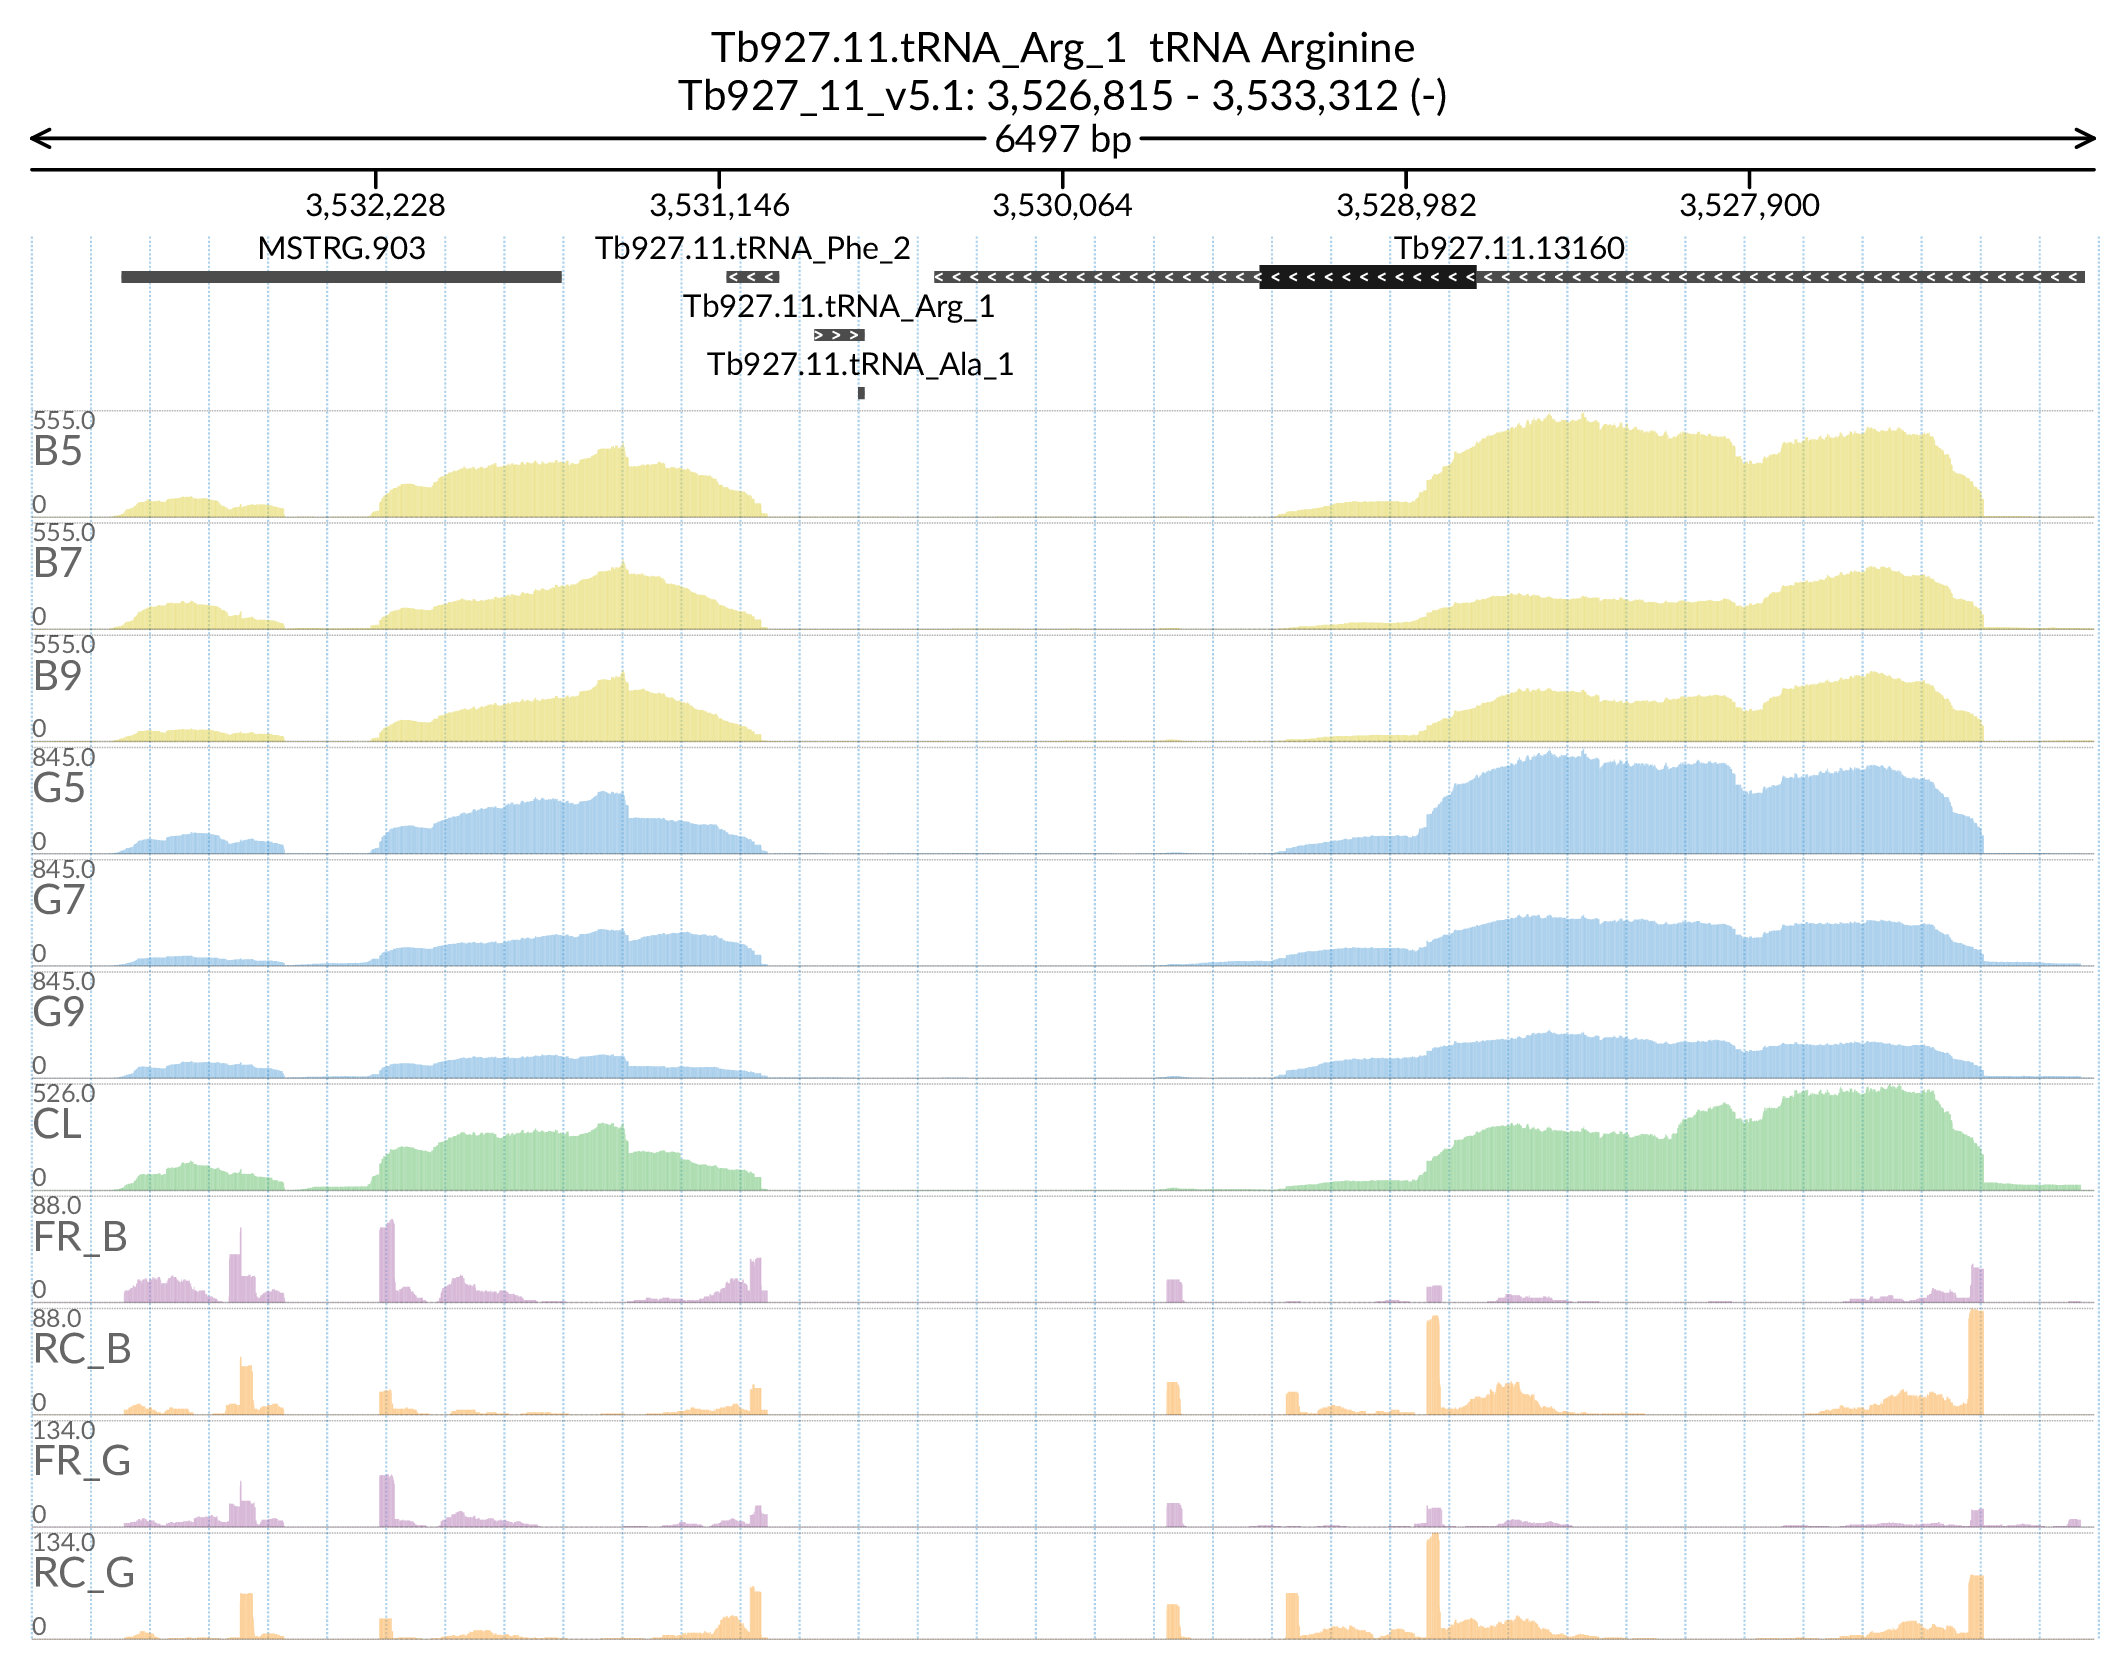 Tb927.11.tRNA_Arg_1 tRNA Arginine
Tb927_11_v5.1: 3,526,815 - 3,533,312 (-)
6497 bp
3,532,228 3,531,146 3,530,064 3,528,982 3,527,900
MSTRG.903 Tb927.11.tRNA_Phe_2 Tb927.11.13160
Tb927.11.tRNA_Arg_1
Tb927.11.tRNA_Ala_1
555.0
B5
0
555.0
B7
0
555.0
B9
0
845.0
G5
0
845.0
G7
0
845.0
G9
0
526.0
CL
0
88.0
FR_B
0
88.0
RC_B
0
134.0
FR_G
0
134.0
RC_G
0